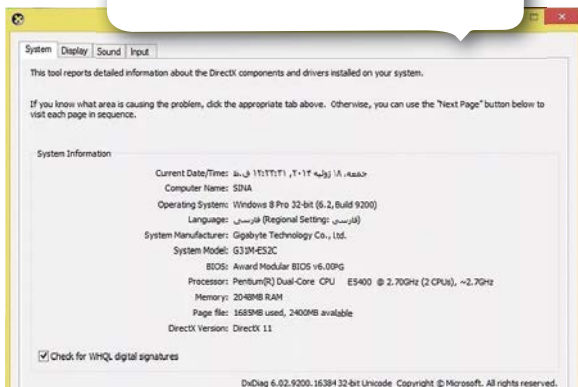 System Display Sound Input
This tool reports detailed information about the DirectX components and drivers installed on your system.
If you know what area is causing the problem, click the appropriate tab above. Otherwise, you can use the "Next Page" button below to
visit each page in sequence.
System Information
Current Date/Time: جمعه, ۱۸ ژوئیه ۲۰۱۴, ۱۲:۲۲:۳۱ ق.ظ
Computer Name: SINA
Operating System: Windows 8 Pro 32-bit (6.2, Build 9200)
Language: فارسی (Regional Setting: فارسی)
System Manufacturer: Gigabyte Technology Co., Ltd.
System Model: G31M-ES2C
BIOS: Award Modular BIOS v6.00PG
Processor: Pentium(R) Dual-Core CPU E5400 @ 2.70GHz (2 CPUs), ~2.7GHz
Memory: 2048MB RAM
Page file: 1685MB used, 2400MB available
DirectX Version: DirectX 11
Check for WHQL digital signatures
DxDiag 6.02.9200.16384 32-bit Unicode Copyright © Microsoft. All rights reserved.